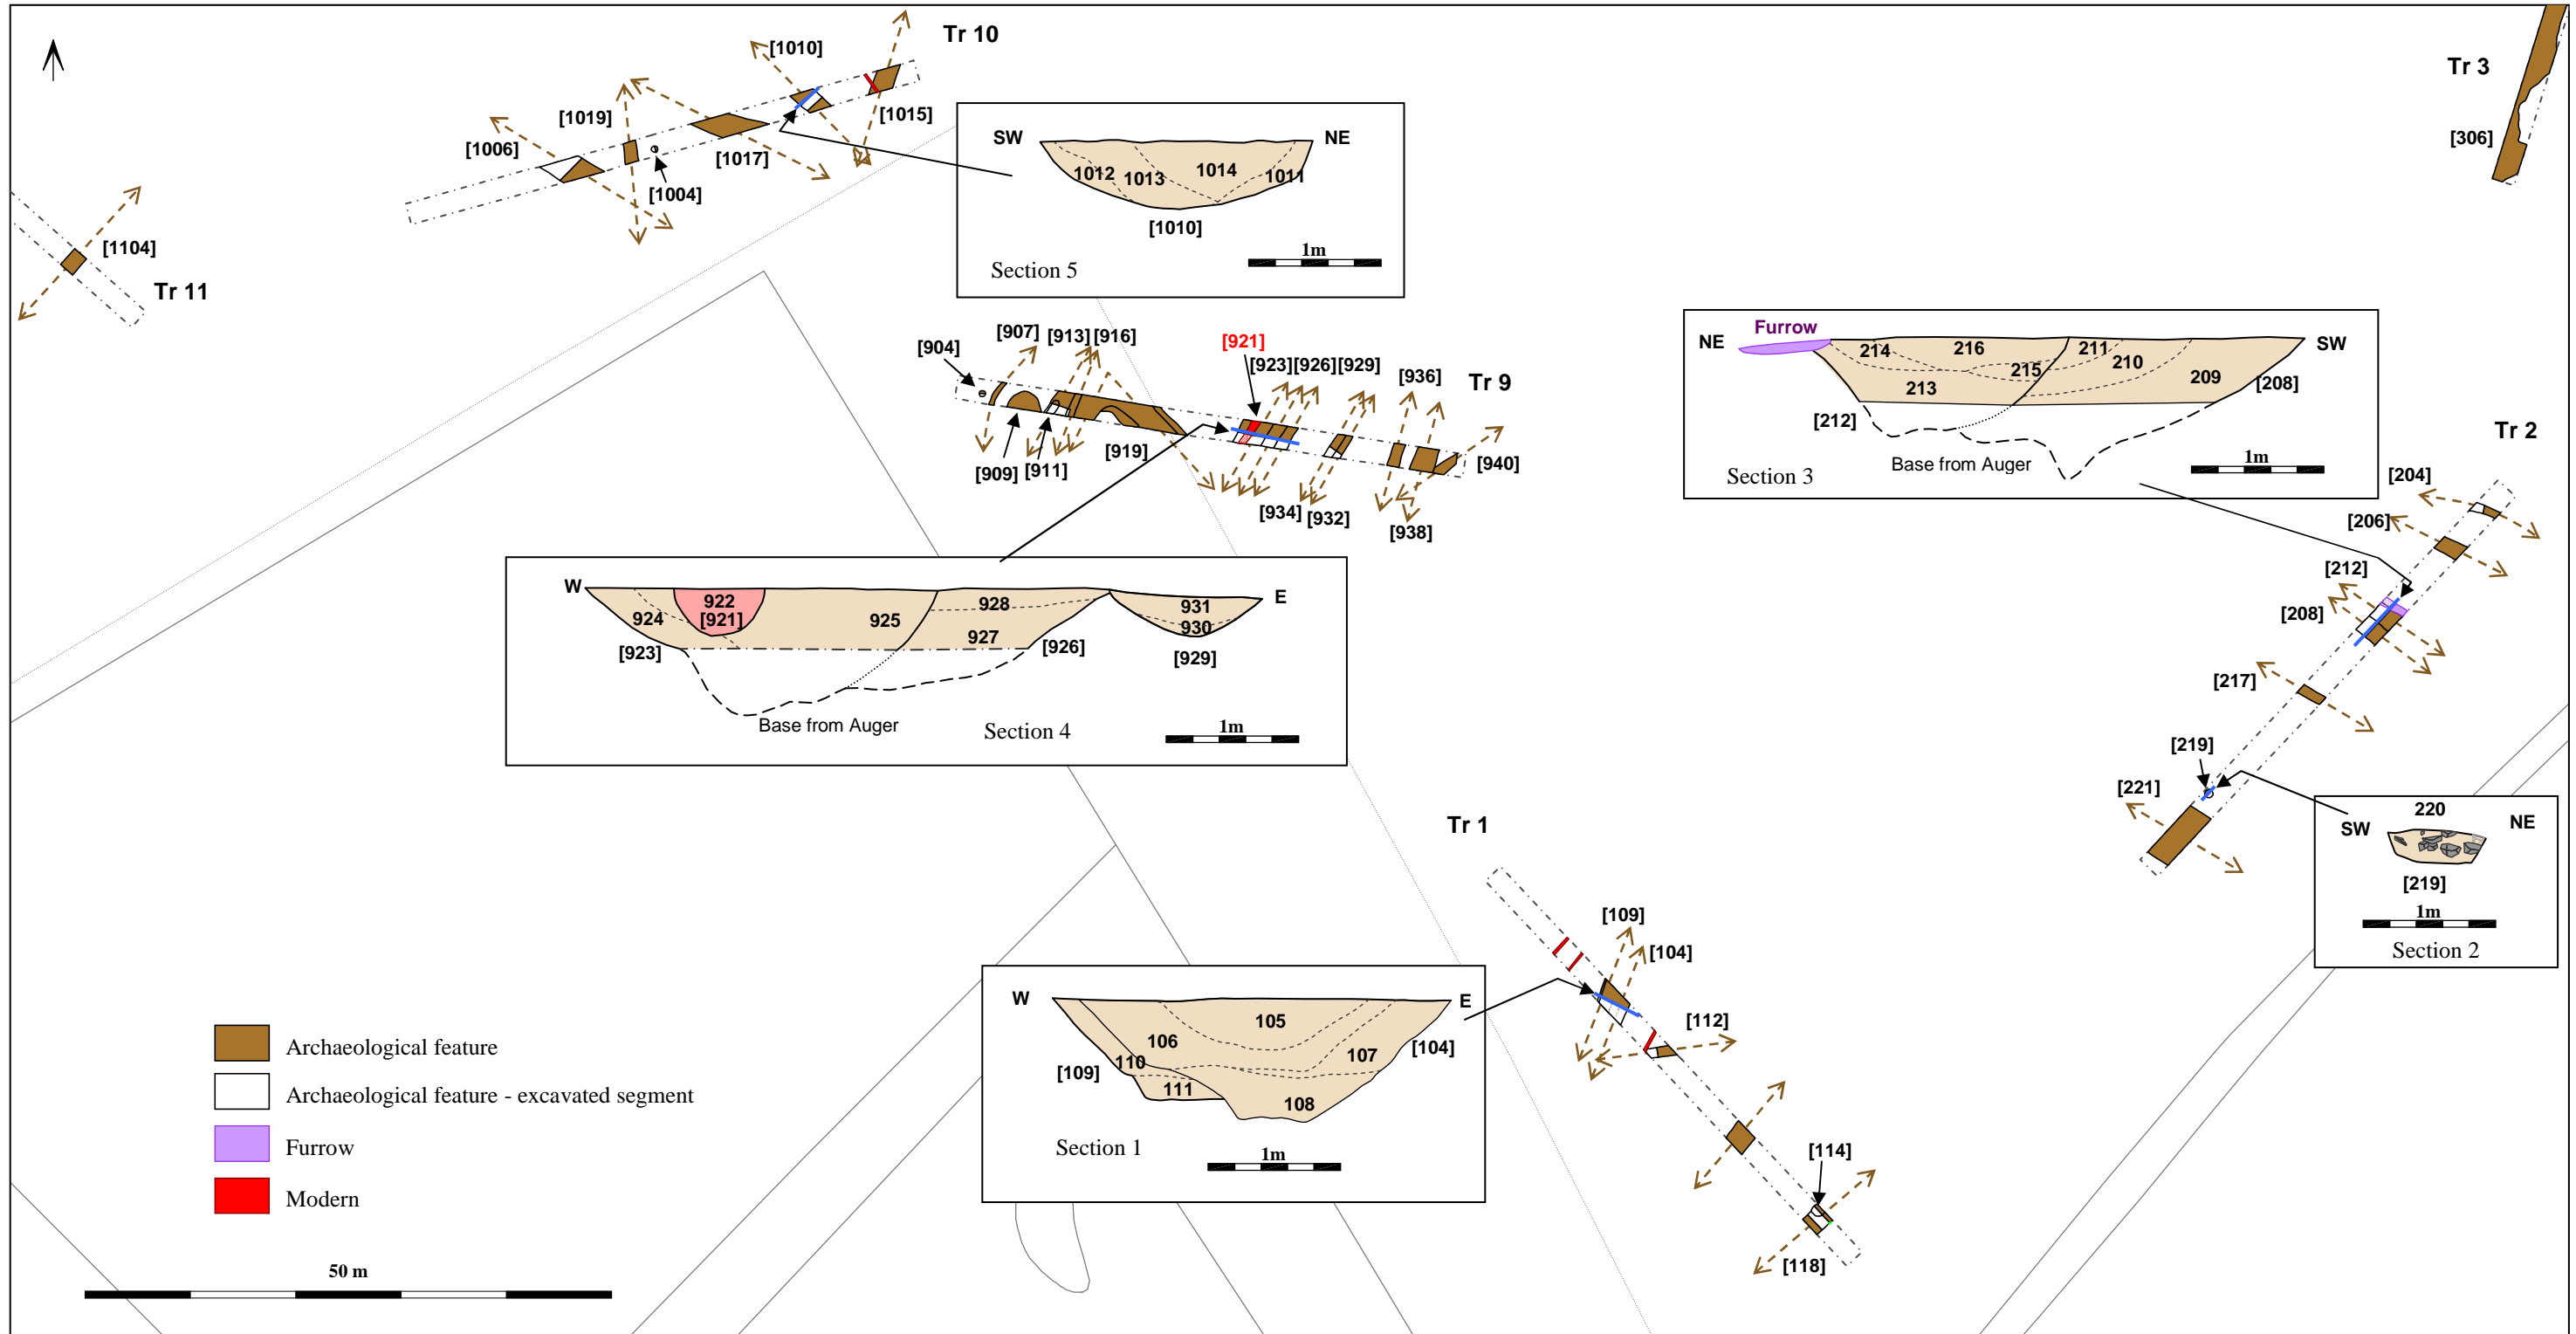 Tr 10
[1010]
[1019]
[1015]
[1006]
[1017]
[1004]
[1104]
Tr 11
SW
NE
1012
1013
1014
1011
[1010]
1m
Section 5
Tr 3
[306]
[904]
[907]
[913]
[916]
[921]
[923]
[926]
[929]
[936]
Tr 9
[909]
[911]
[919]
[934]
[932]
[938]
[940]
Furrow
NE
SW
214
216
211
215
210
213
209
[208]
[212]
Base from Auger
1m
Section 3
Tr 2
[204]
[206]
[212]
[208]
[217]
[219]
[221]
W
E
922
[921]
924
925
928
927
931
930
[923]
[926]
[929]
Base from Auger
Section 4
1m
220
SW
NE
[219]
1m
Section 2
Tr 1
[109]
[104]
[112]
[114]
[118]
W
E
105
106
107
110
111
108
[109]
[104]
Section 1
1m
Archaeological feature
Archaeological feature - excavated segment
Furrow
Modern
50 m